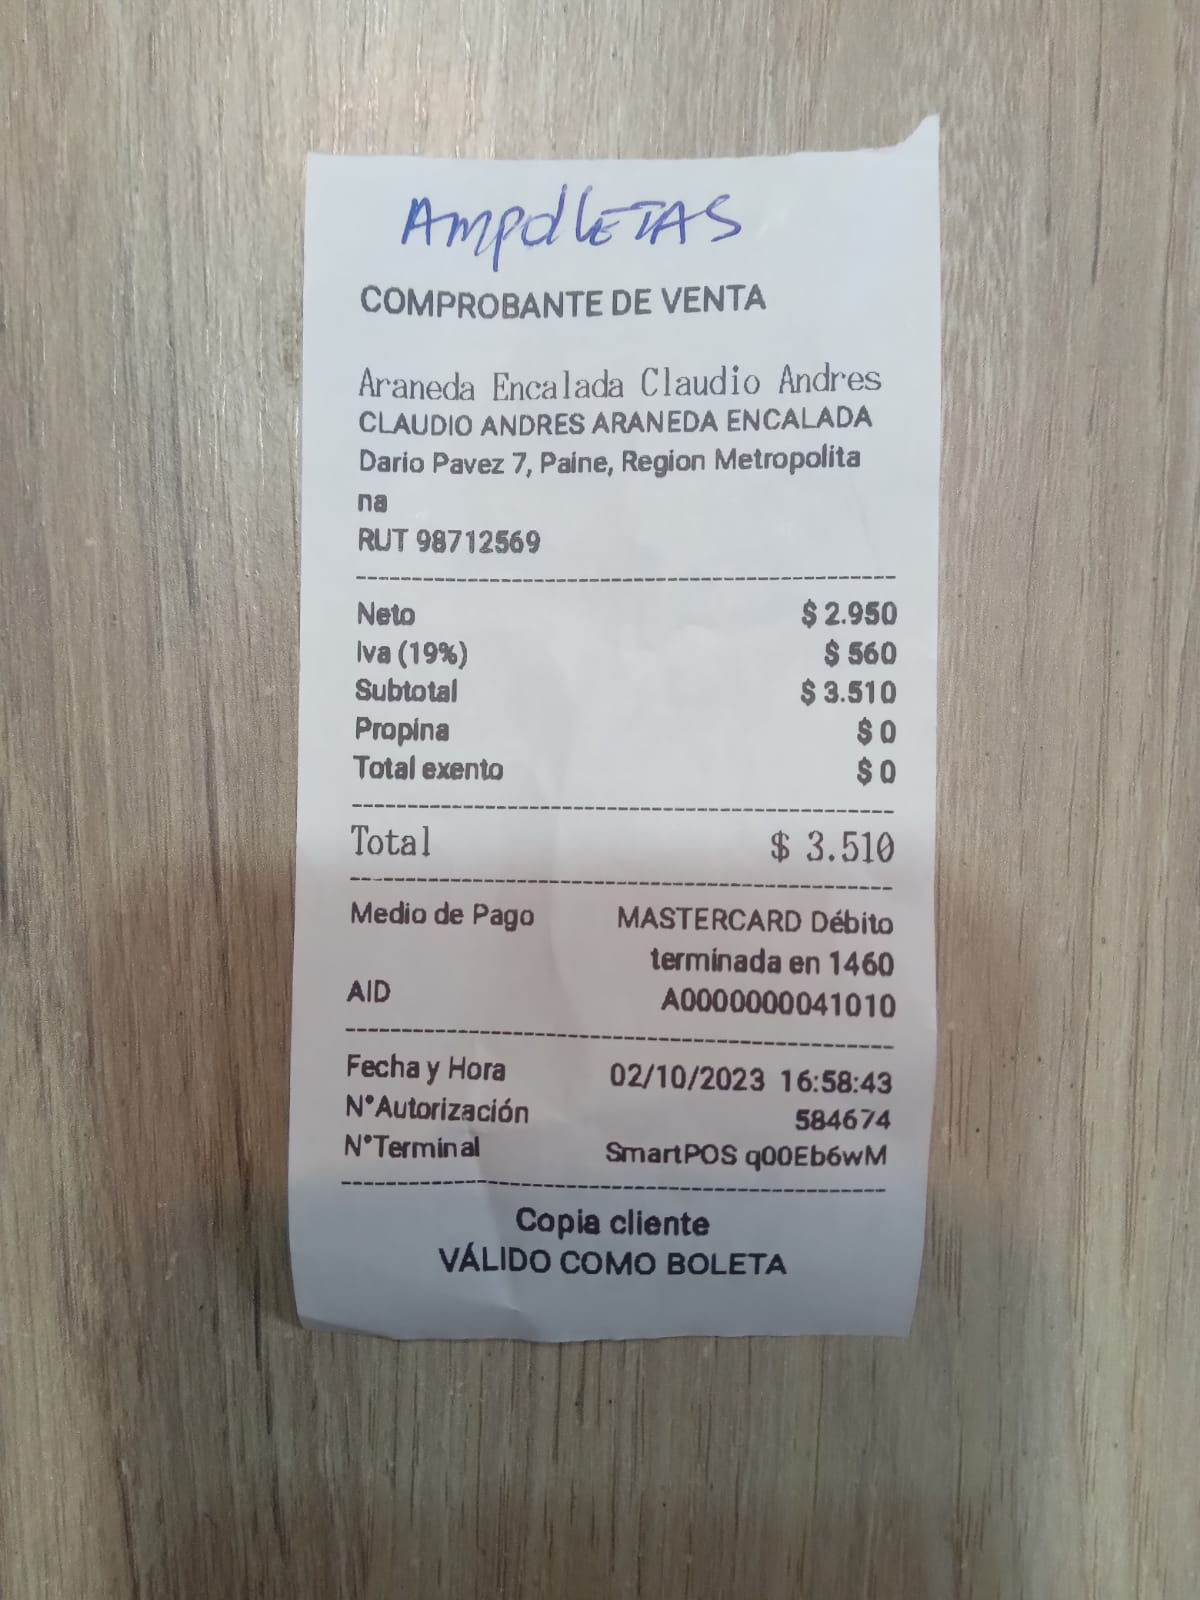 AMPOLLETAS
COMPROBANTE DE VENTA
Araneda Encalada Claudio Andres
CLAUDIO ANDRES ARANEDA ENCALADA
Dario Pavez 7, Paine, Region Metropolita
na
RUT 98712569
Neto $ 2.950
Iva (19%) $ 560
Subtotal $ 3.510
Propina $ 0
Total exento $ 0
Total $ 3.510
Medio de Pago MASTERCARD Débito
terminada en 1460
AID A0000000041010
Fecha y Hora 02/10/2023 16:58:43
N°Autorización 584674
N°Terminal SmartPOS q00Eb6wM
Copia cliente
VÁLIDO COMO BOLETA